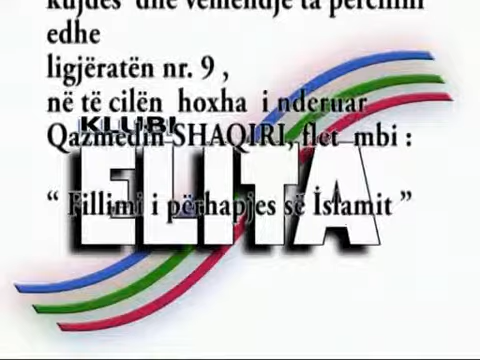 kujdes dhe vëmendje ta përcillni
edhe
ligjëratën nr. 9 ,
në të cilën hoxha i nderuar
Qazmedin SHAQIRI, flet mbi :
“ Fillimi i përhapjes së İslamit ”
KLUBI
ELITA